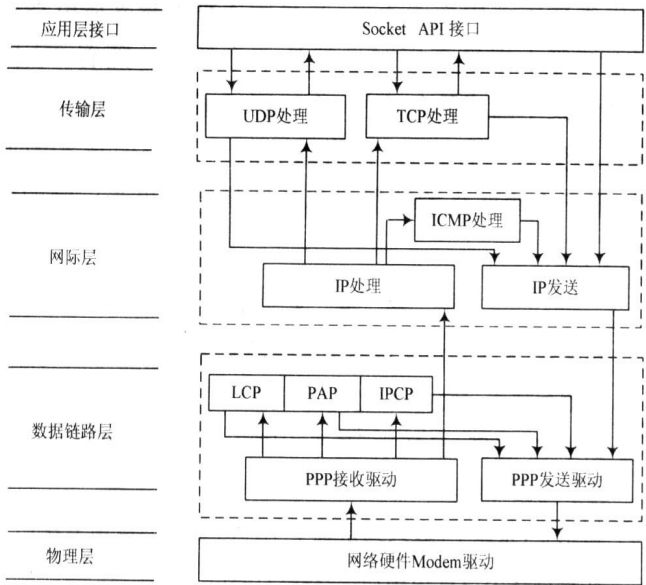 应用层接口
Socket API 接口
传输层
UDP处理
TCP处理
ICMP处理
网际层
IP处理
IP发送
LCP
PAP
IPCP
数据链路层
PPP接收驱动
PPP发送驱动
物理层
网络硬件Modem驱动